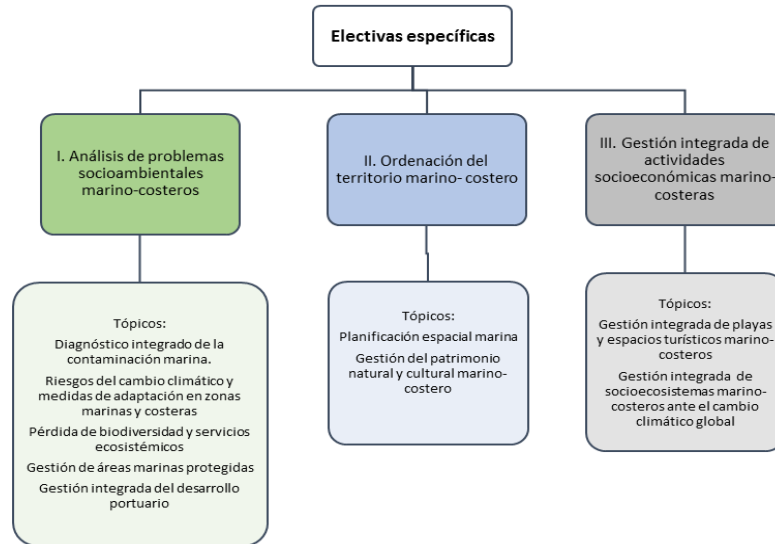 Electivas específicas
I. Análisis de problemas
socioambientales
marino-costeros
II. Ordenación del
territorio marino- costero
III. Gestión integrada de
actividades
socioeconómicas marino-
costeras
Tópicos:
Diagnóstico integrado de la
contaminación marina.
Riesgos del cambio climático y
medidas de adaptación en zonas
marinas y costeras
Pérdida de biodiversidad y servicios
ecosistémicos
Gestión de áreas marinas protegidas
Gestión integrada del desarrollo
portuario
Tópicos:
Planificación espacial marina
Gestión del patrimonio
natural y cultural marino-
costero
Tópicos:
Gestión integrada de playas
y espacios turísticos marino-
costeros
Gestión integrada de
socioecosistemas marino-
costeros ante el cambio
climático global